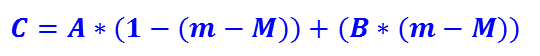 C = A * (1 − (m − M)) + (B * (m − M))